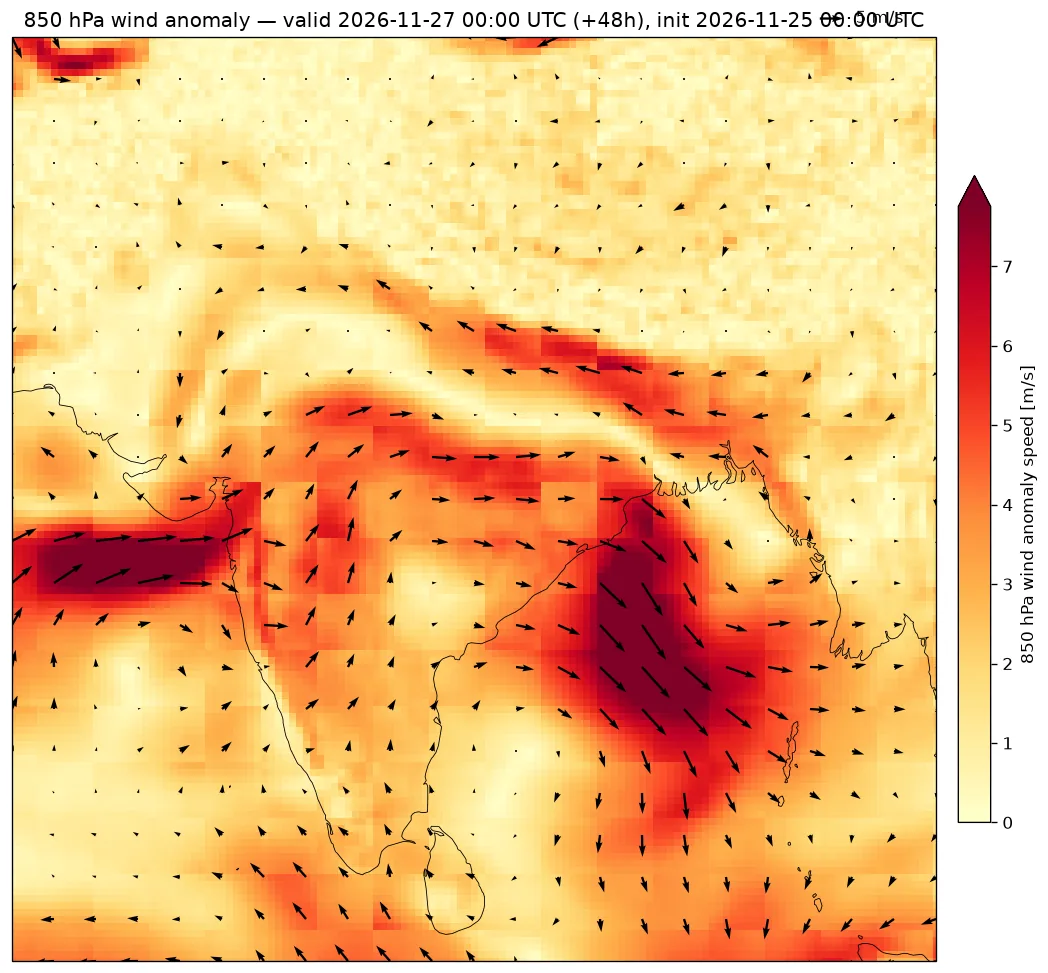 850 hPa wind anomaly — valid 2026-11-27 00:00 UTC (+48h), init 2026-11-25 00:00 UTC
5 m/s
7
6
5
4
3
2
1
0
850 hPa wind anomaly speed [m/s]